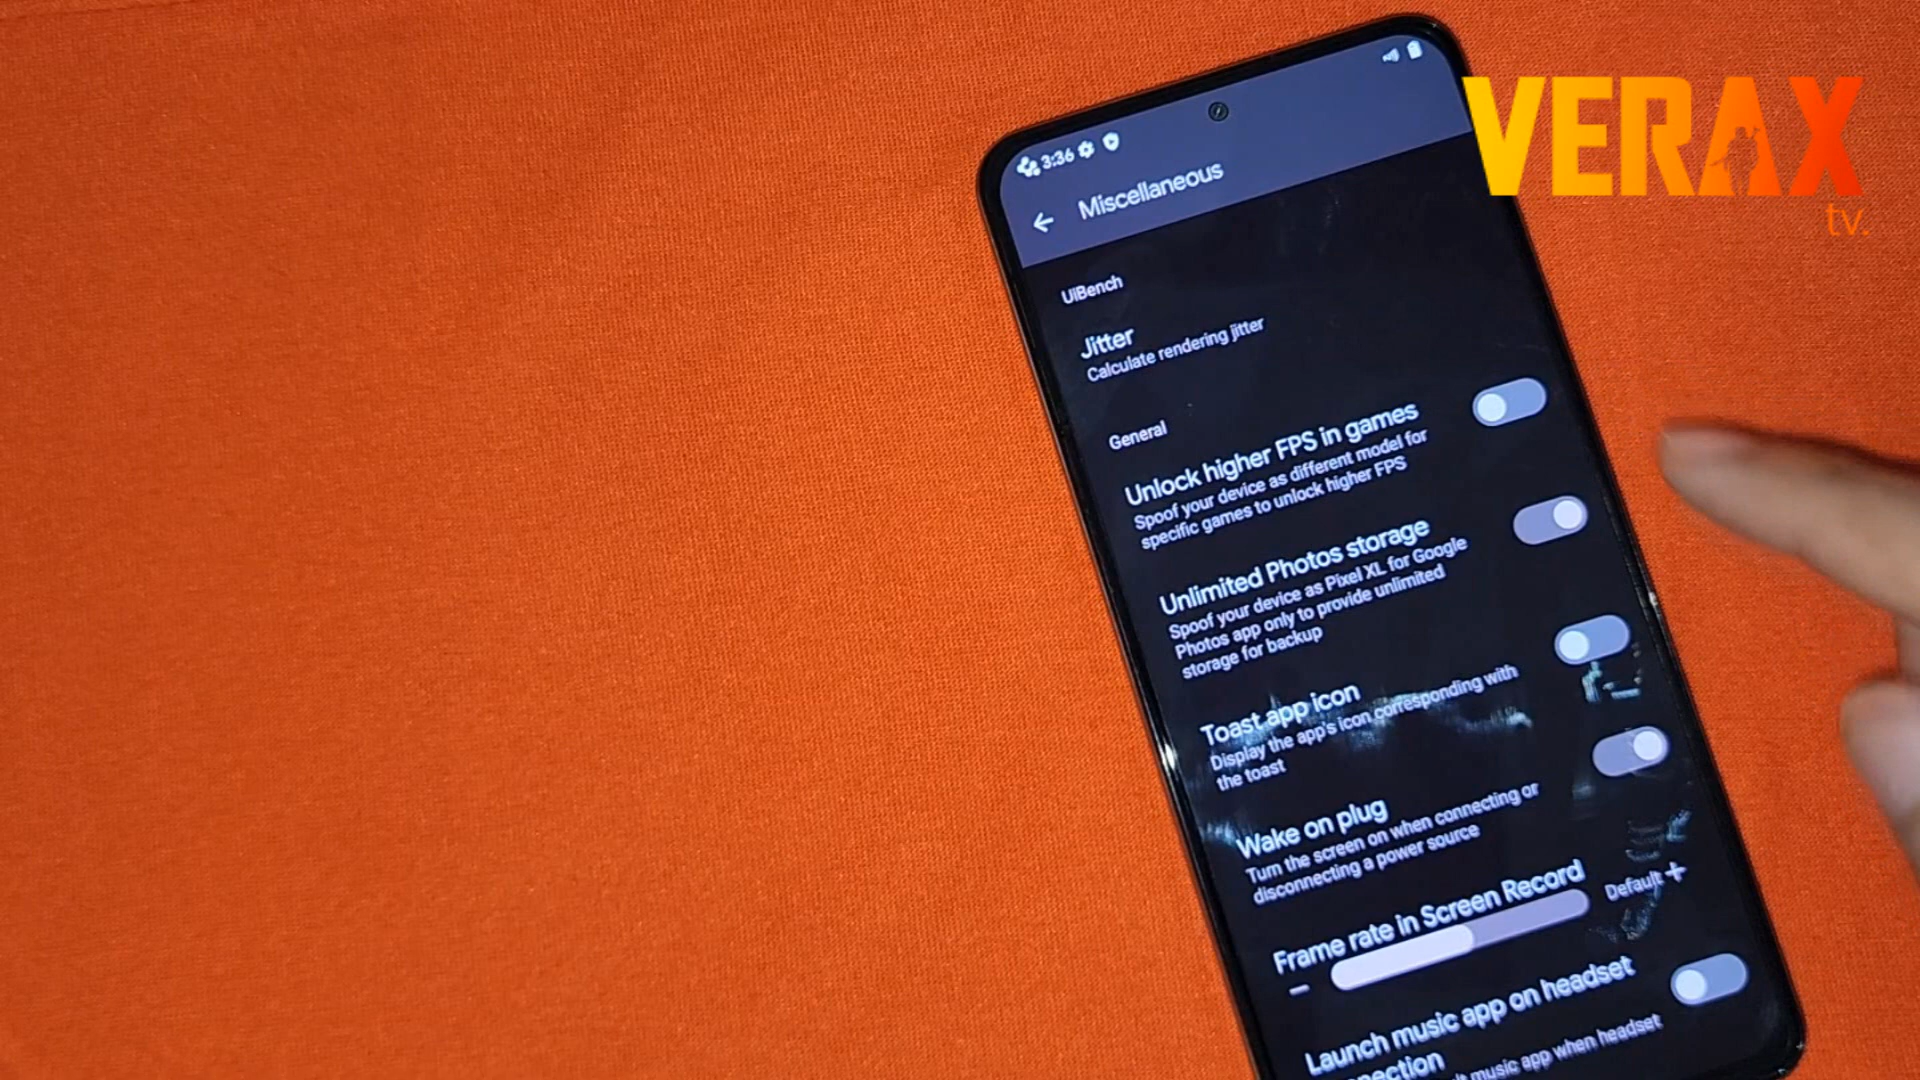 VERAX
tv.
3:36
Miscellaneous
UiBench
Jitter
Calculate rendering jitter
General
Unlock higher FPS in games
Spoof your device as different model for
specific games to unlock higher FPS
Unlimited Photos storage
Spoof your device as Pixel XL for Google
Photos app only to provide unlimited
storage for backup
Toast app icon
Display the app's icon corresponding with
the toast
Wake on plug
Turn the screen on when connecting or
disconnecting a power source
Frame rate in Screen Record
Default
Launch music app on headset
music app when headset